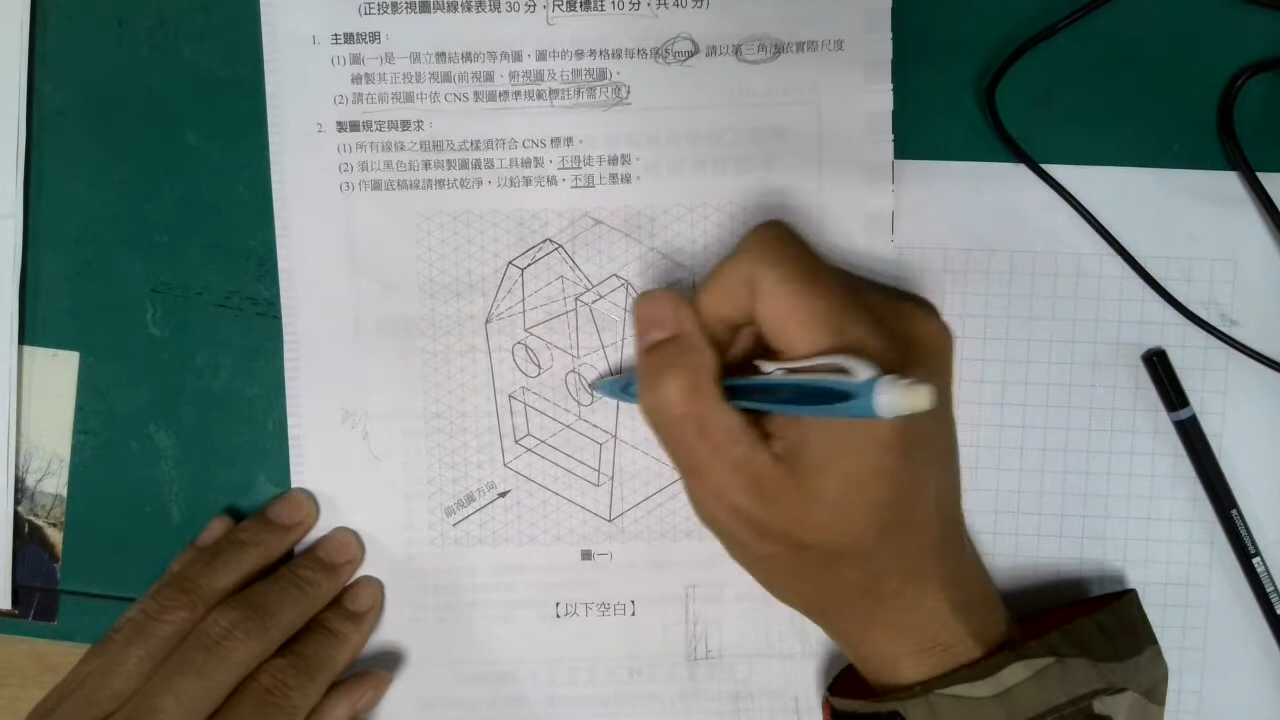 (正投影視圖與線條表現 30 分，尺度標註 10 分，共 40 分)
1. 主題說明：
(1) 圖(一)是一個立體結構的等角圖，圖中的參考格線每格為 5 mm，請以第三角法依實際尺度
繪製其正投影視圖(前視圖、俯視圖及右側視圖)。
(2) 請在前視圖中依 CNS 製圖標準規範標註所需尺度。
2. 製圖規定與要求：
(1) 所有線條之粗細及式樣須符合 CNS 標準。
(2) 須以黑色鉛筆與製圖儀器工具繪製，不得徒手繪製。
(3) 作圖底稿線請擦拭乾淨，以鉛筆完稿，不須上墨線。
前視圖方向
圖(一)
【以下空白】